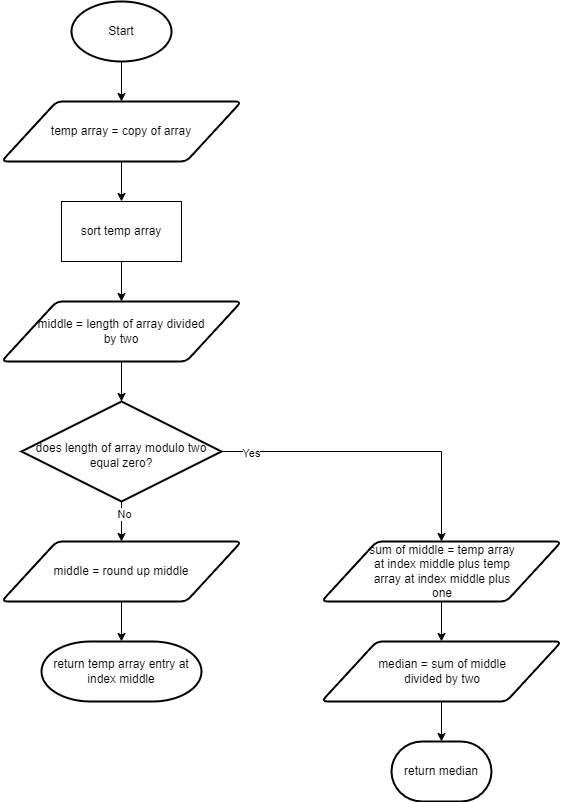 Start
temp array = copy of array
sort temp array
middle = length of array divided
by two
does length of array modulo two
equal zero?
Yes
No
middle = round up middle
sum of middle = temp array
at index middle plus temp
array at index middle plus
one
return temp array entry at
index middle
median = sum of middle
divided by two
return median